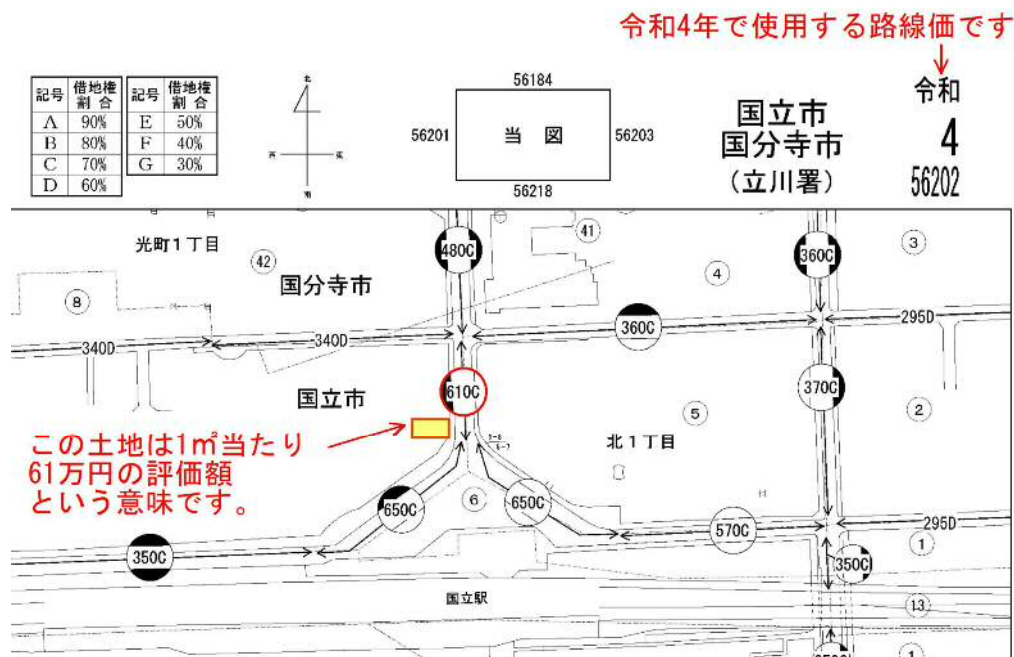 令和4年で使用する路線価です
記号 借地権割合 記号 借地権割合
A 90% E 50%
B 80% F 40%
C 70% G 30%
D 60%
北
西 東
南
56184
56201 当 図 56203
56218
国立市
国分寺市
(立川署)
令和
4
56202
光町1丁目
42
国分寺市
8
480C
41
4
360C
3
340D
340D
360C
295D
国立市
610C
370C
5
2
北1丁目
この土地は1㎡当たり
61万円の評価額
という意味です。
650C
6
650C
570C
295D
350C
1
350C
国立駅
13
1